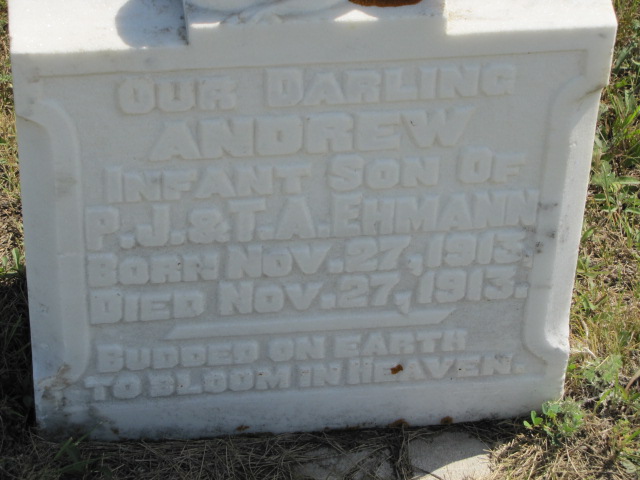 OUR DARLING
ANDREW
INFANT SON OF
P.J.&T.A.EHMANN
BORN NOV.27,1913.
DIED NOV.27,1913.
BUDDED ON EARTH
TO BLOOM IN HEAVEN.